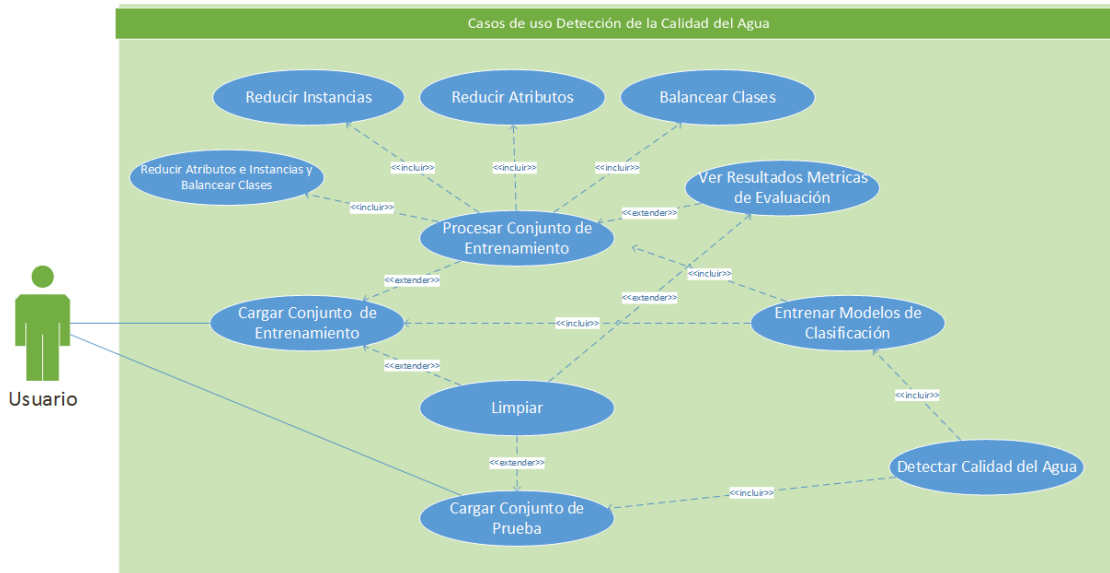 Casos de uso Detección de la Calidad del Agua
Reducir Instancias
Reducir Atributos
Balancear Clases
<<incluir>>
<<incluir>>
<<incluir>>
Reducir Atributos e Instancias y
Balancear Clases
Ver Resultados Metricas
de Evaluación
<<incluir>>
<<extender>>
Procesar Conjunto de
Entrenamiento
<<extender>>
<<incluir>>
<<extender>>
Cargar Conjunto de
Entrenamiento
<<incluir>>
Entrenar Modelos de
Clasificación
<<extender>>
Usuario
Limpiar
<<incluir>>
<<extender>>
Detectar Calidad del Agua
<<incluir>>
Cargar Conjunto de
Prueba